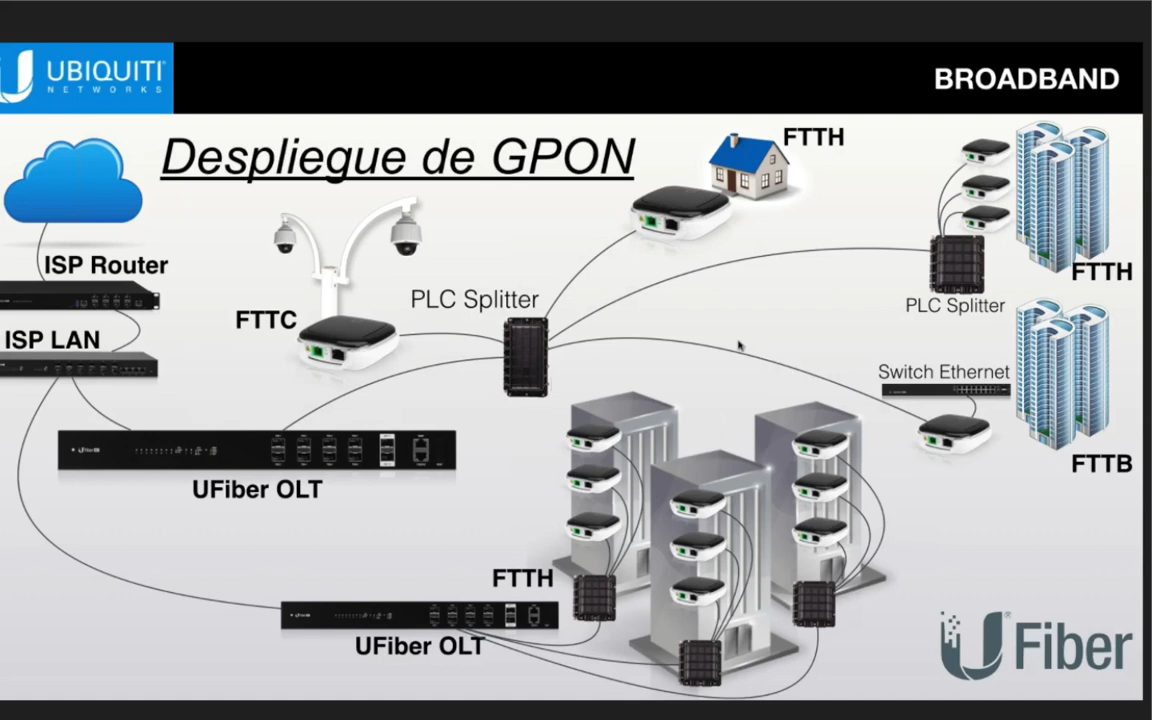 UBIQUITI
NETWORKS
BROADBAND
Despliegue de GPON
FTTH
ISP Router
PLC Splitter
FTTH
PLC Splitter
FTTC
ISP LAN
Switch Ethernet
FTTB
UFiber OLT
FTTH
UFiber OLT
U Fiber